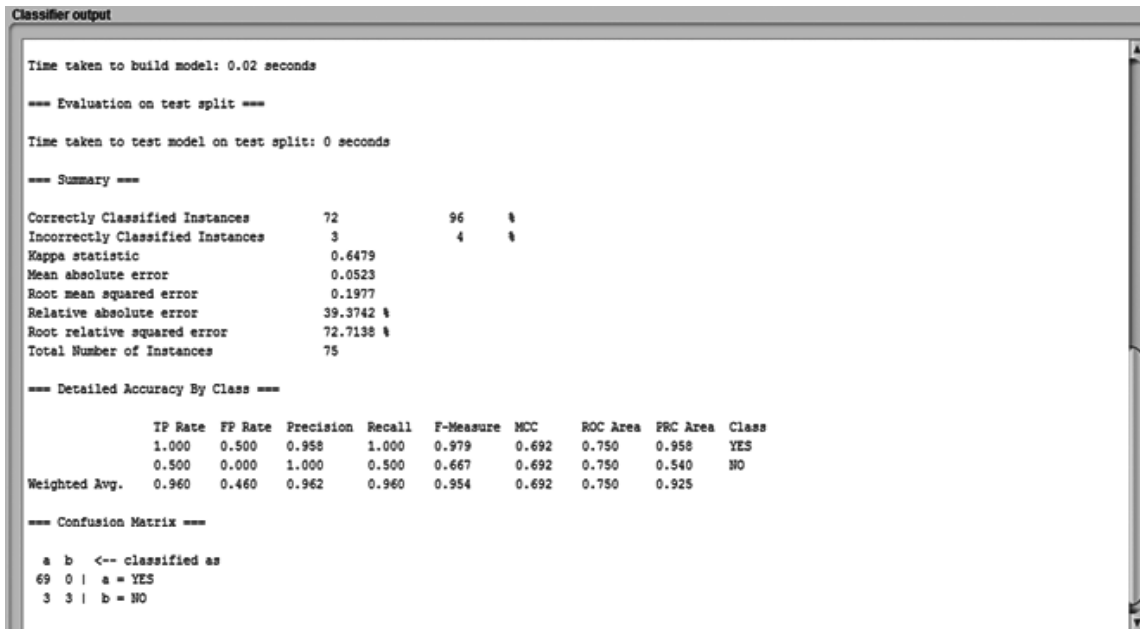 Classifier output
Time taken to build model: 0.02 seconds
=== Evaluation on test split ===
Time taken to test model on test split: 0 seconds
=== Summary ===
Correctly Classified Instances 72 96 %
Incorrectly Classified Instances 3 4 %
Kappa statistic 0.6479
Mean absolute error 0.0523
Root mean squared error 0.1977
Relative absolute error 39.3742 %
Root relative squared error 72.7138 %
Total Number of Instances 75
=== Detailed Accuracy By Class ===
TP Rate FP Rate Precision Recall F-Measure MCC ROC Area PRC Area Class
1.000 0.500 0.958 1.000 0.979 0.692 0.750 0.958 YES
0.500 0.000 1.000 0.500 0.667 0.692 0.750 0.540 NO
Weighted Avg. 0.960 0.460 0.962 0.960 0.954 0.692 0.750 0.925
=== Confusion Matrix ===
a b <-- classified as
69 0 | a = YES
3 3 | b = NO